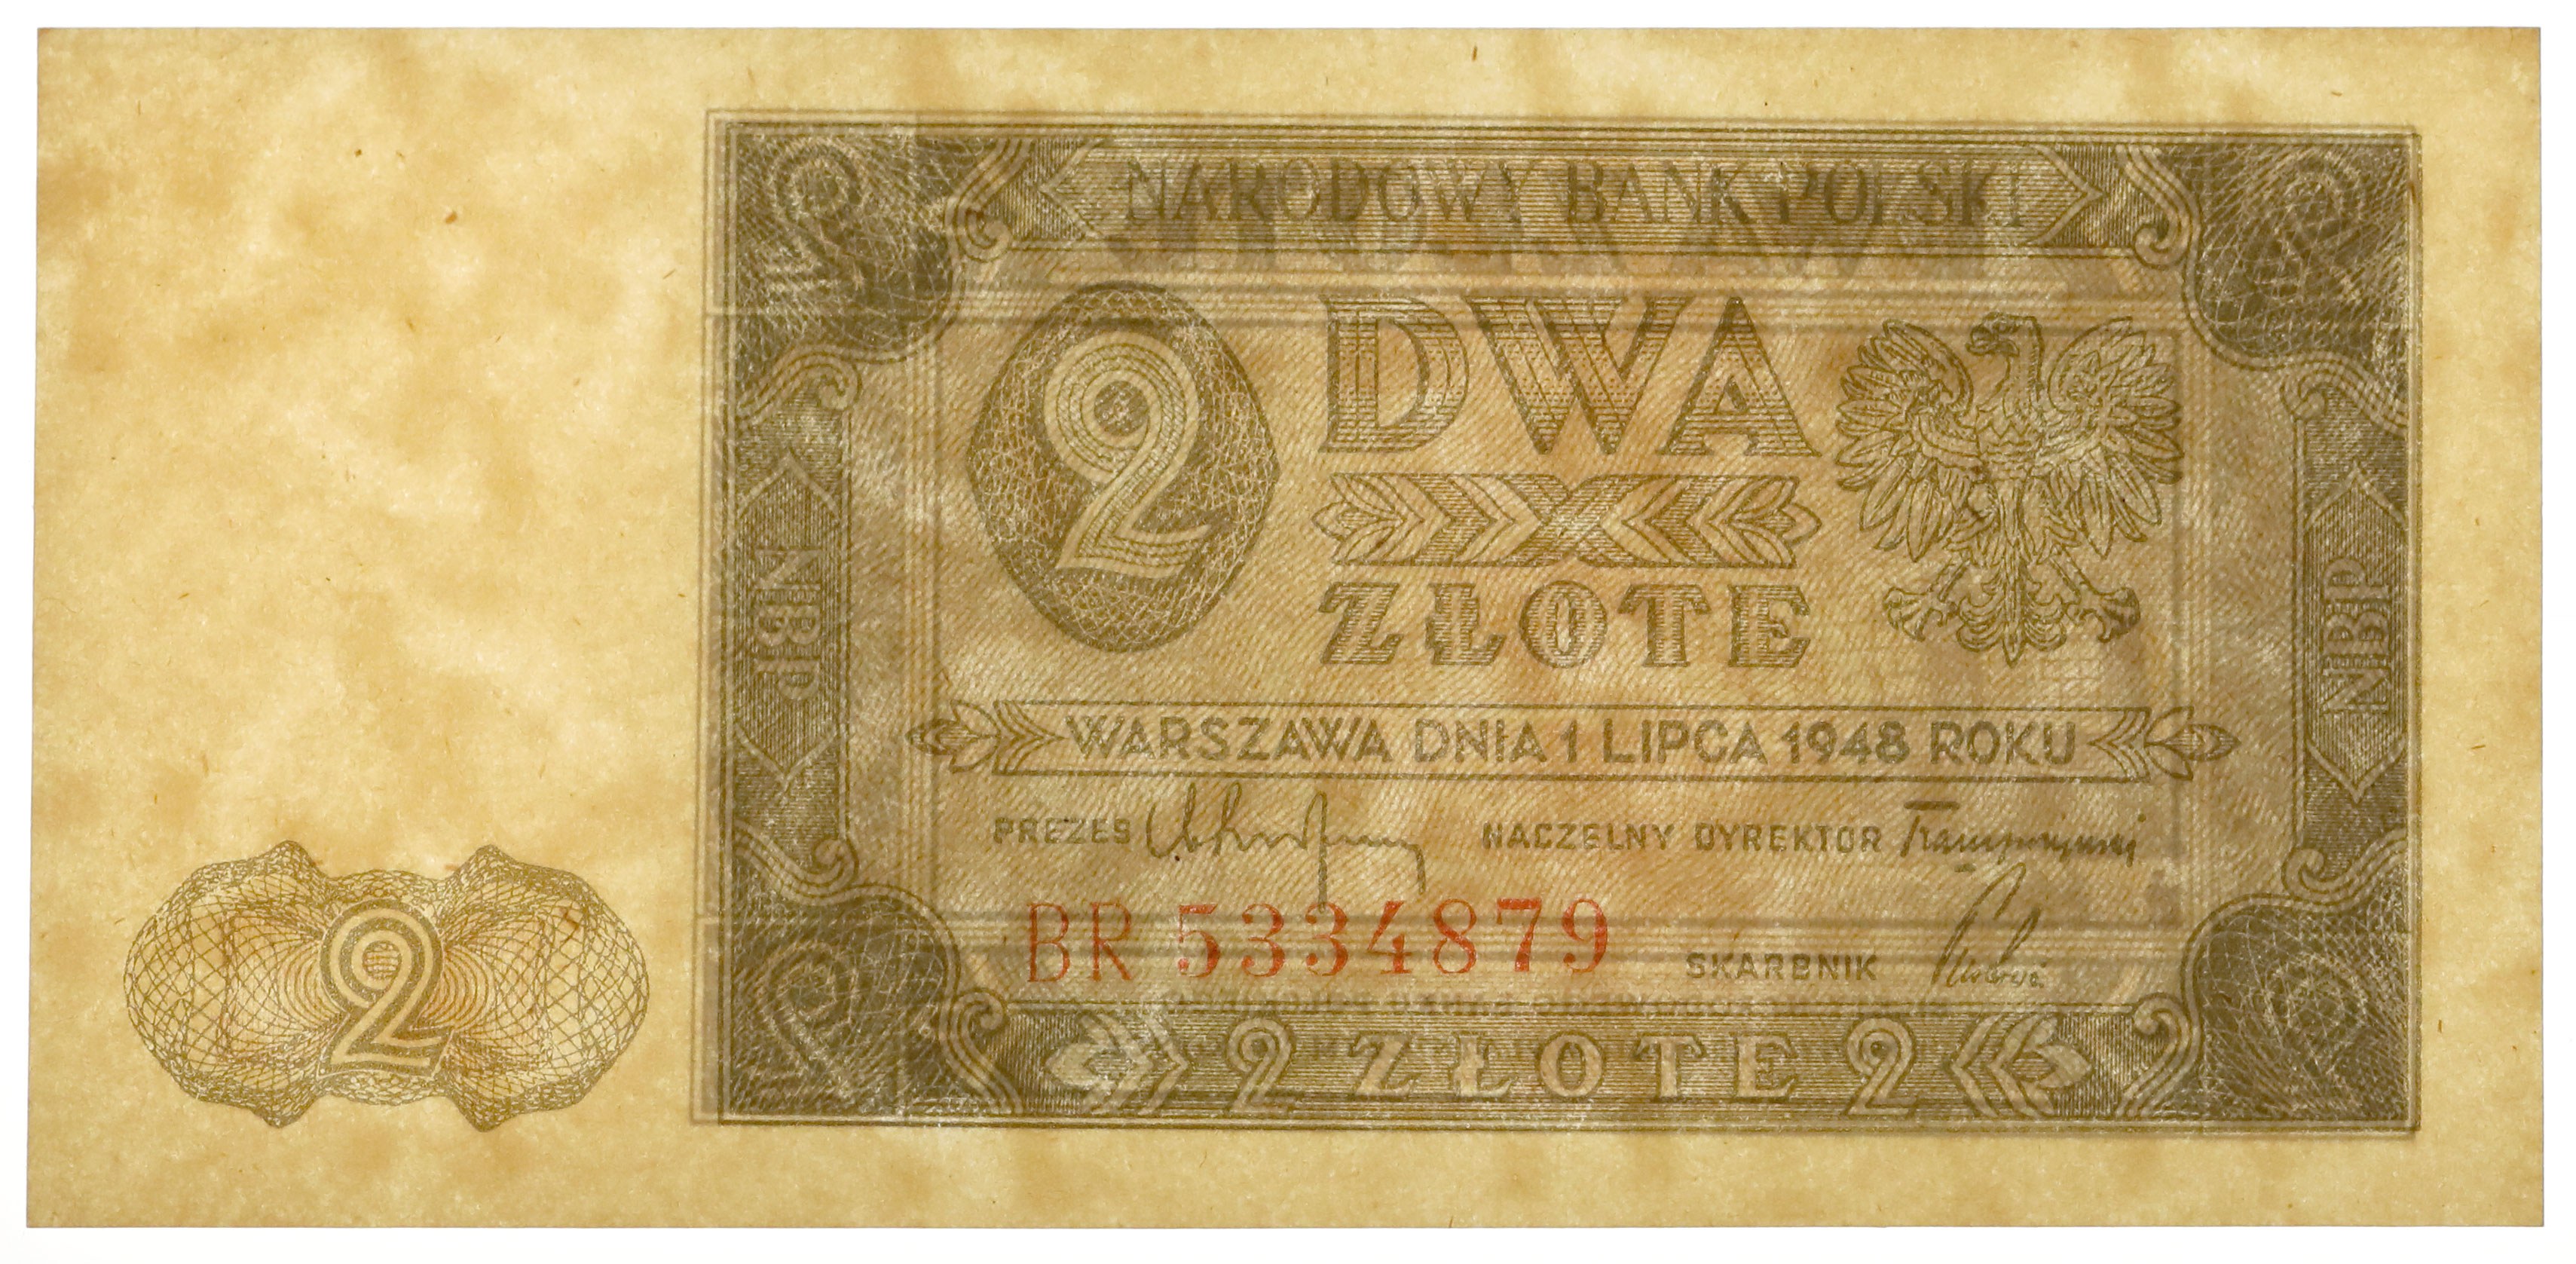 NARODOWY BANK POLSKI
2
DWA
ZŁOTE
NBP
NBP
WARSZAWA DNIA 1 LIPCA 1948 ROKU
PREZES
NACZELNY DYREKTOR
BR 5334879
SKARBNIK
2 ZŁOTE 2
2